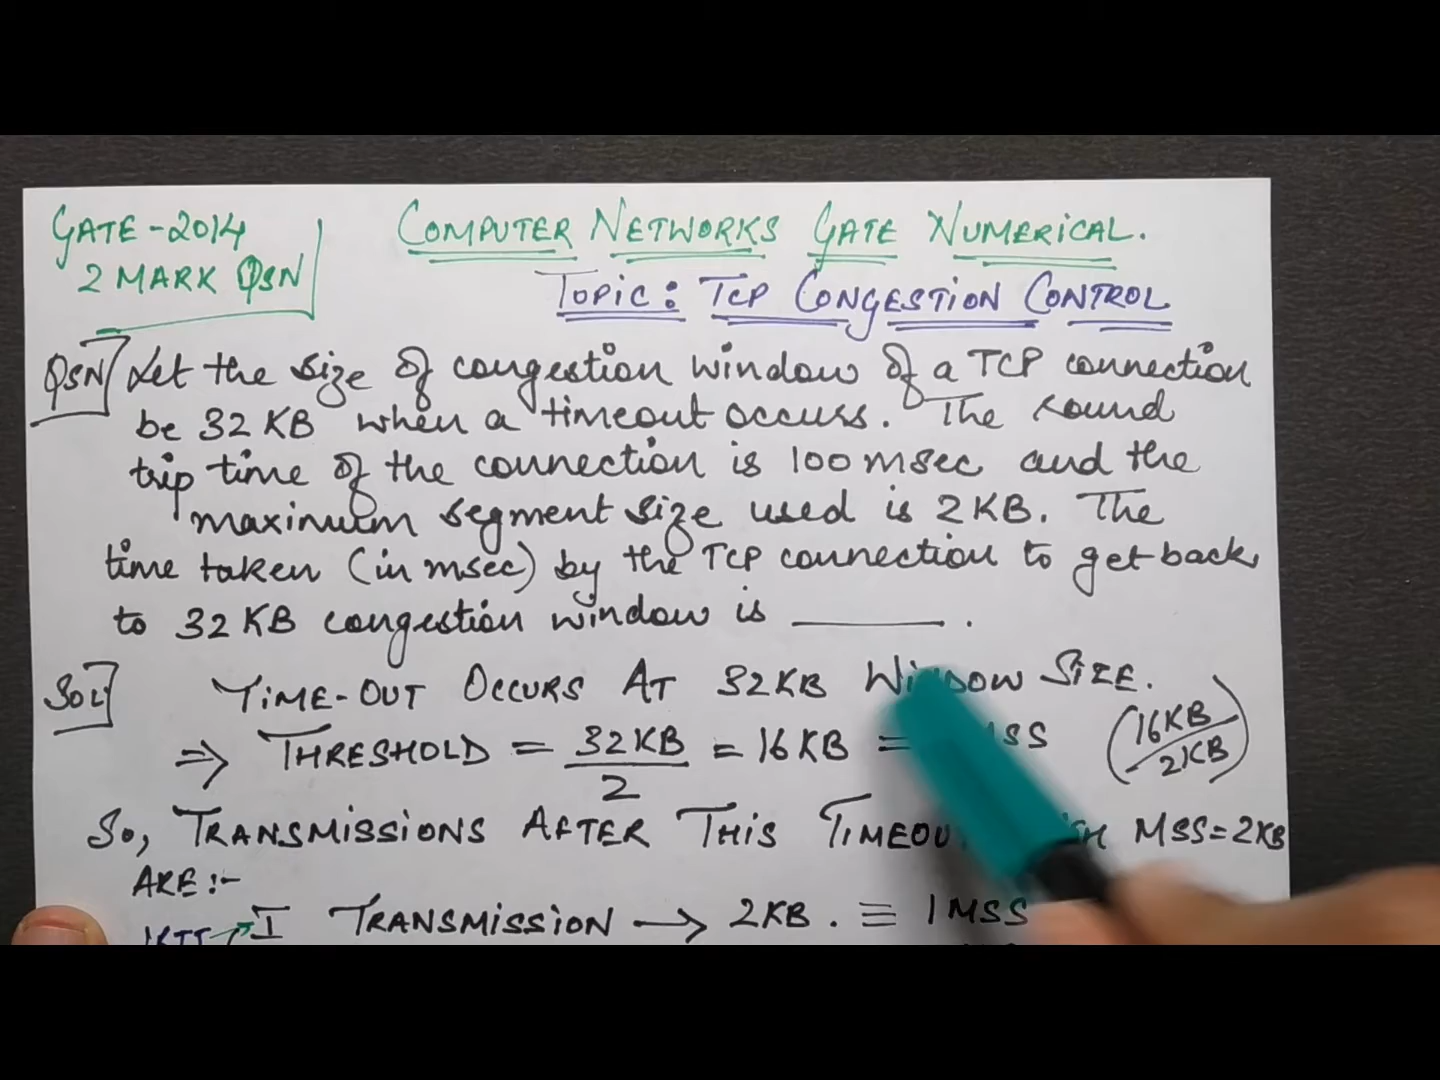 GATE-2014
2 MARK QSN
COMPUTER NETWORKS GATE NUMERICAL.
TOPIC: TCP CONGESTION CONTROL
QSN Let the size of congestion window of a TCP connection
be 32 KB when a timeout occurs. The round
trip time of the connection is 100 msec and the
maximum segment size used is 2 KB. The
time taken (in msec) by the TCP connection to get back
to 32 KB congestion window is ______.
SOL TIME-OUT OCCURS AT 32KB WINDOW SIZE.
⇒ THRESHOLD = 32KB/2 = 16KB = (16KB/2KB)
So, TRANSMISSIONS AFTER THIS MSS=2KB
ARE:-
I TRANSMISSION → 2KB. ≡ 1MSS